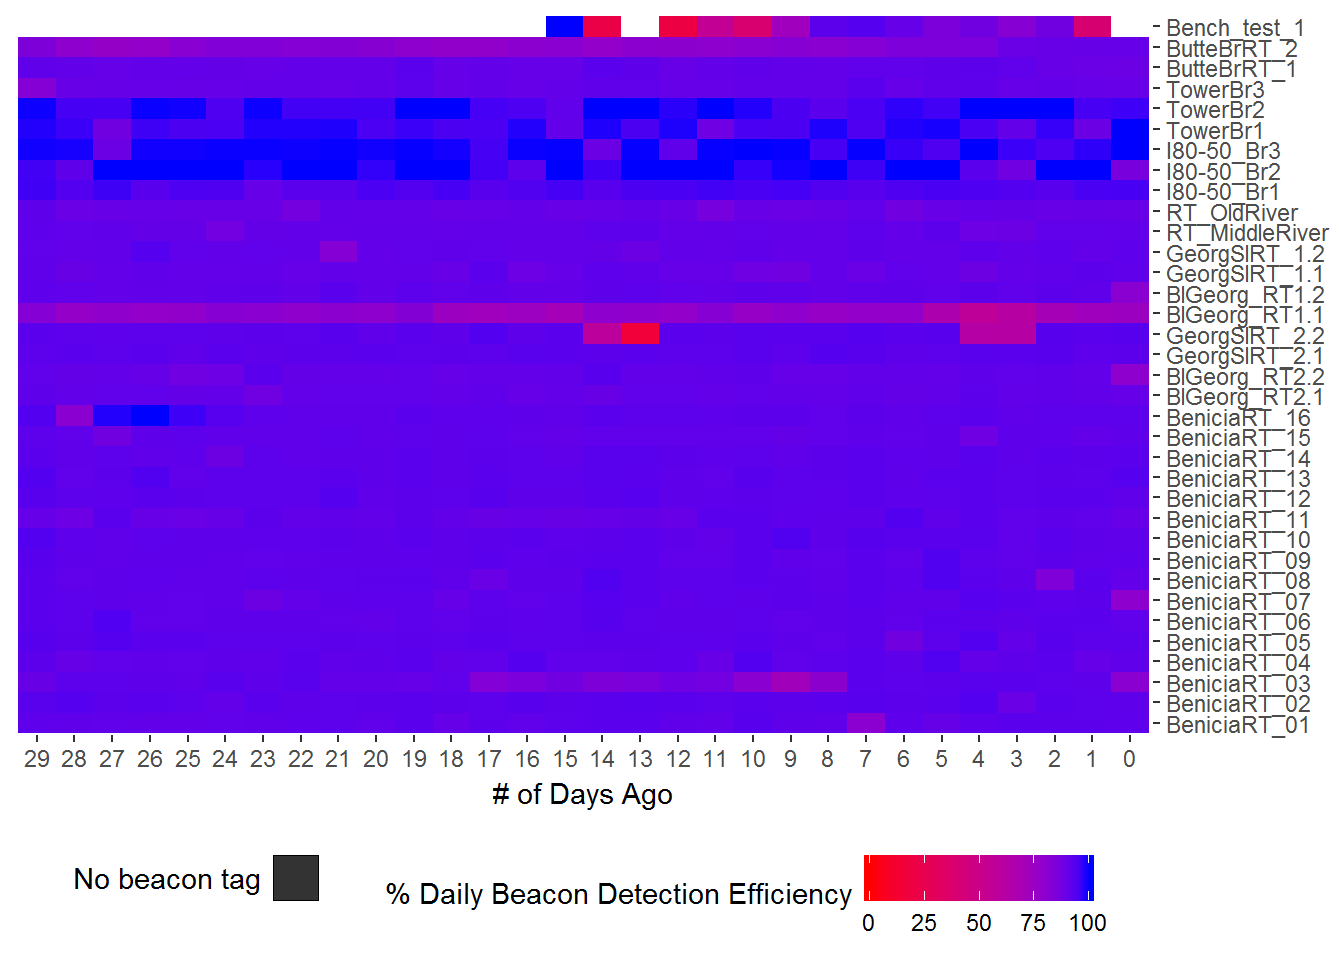 Bench_test_1
ButteBrRT_2
ButteBrRT_1
TowerBr3
TowerBr2
TowerBr1
I80-50_Br3
I80-50_Br2
I80-50_Br1
RT_OldRiver
RT_MiddleRiver
GeorgSlRT_1.2
GeorgSlRT_1.1
BlGeorg_RT1.2
BlGeorg_RT1.1
GeorgSlRT_2.2
GeorgSlRT_2.1
BlGeorg_RT2.2
BlGeorg_RT2.1
BeniciaRT_16
BeniciaRT_15
BeniciaRT_14
BeniciaRT_13
BeniciaRT_12
BeniciaRT_11
BeniciaRT_10
BeniciaRT_09
BeniciaRT_08
BeniciaRT_07
BeniciaRT_06
BeniciaRT_05
BeniciaRT_04
BeniciaRT_03
BeniciaRT_02
BeniciaRT_01
29 28 27 26 25 24 23 22 21 20 19 18 17 16 15 14 13 12 11 10 9 8 7 6 5 4 3 2 1 0
# of Days Ago
No beacon tag
% Daily Beacon Detection Efficiency
0 25 50 75 100